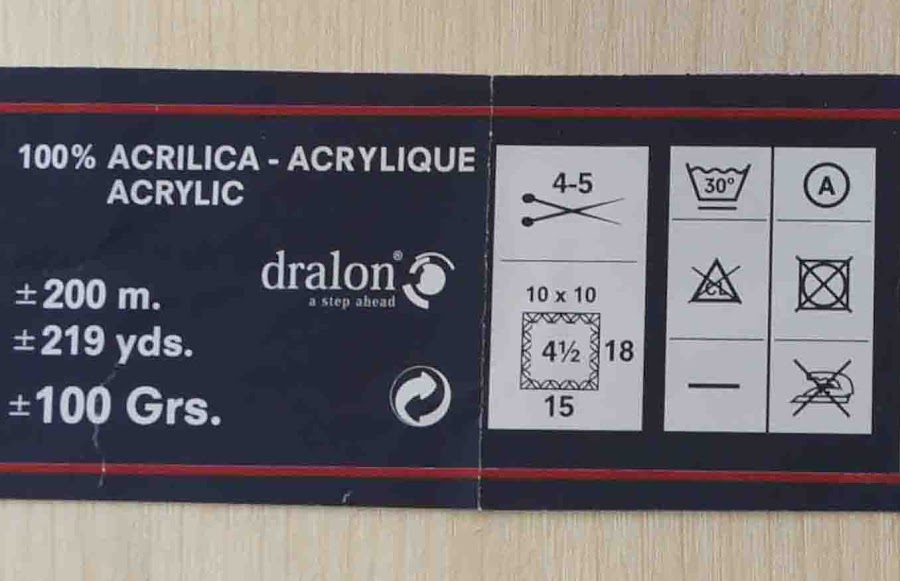 100% ACRILICA - ACRYLIQUE
ACRYLIC
dralon®
a step ahead
± 200 m.
± 219 yds.
± 100 Grs.
4-5
10 x 10
4½ 18
15
30°
CL
A